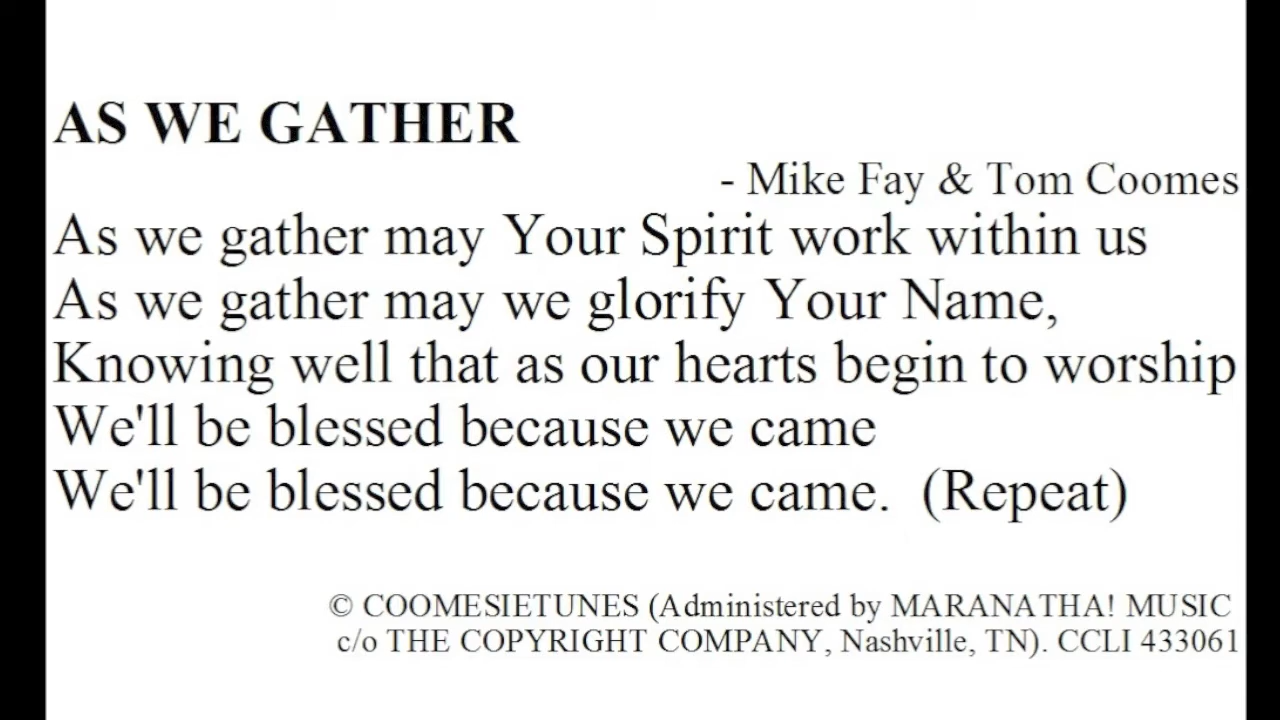 AS WE GATHER
- Mike Fay & Tom Coomes
As we gather may Your Spirit work within us
As we gather may we glorify Your Name,
Knowing well that as our hearts begin to worship
We'll be blessed because we came
We'll be blessed because we came.  (Repeat)
© COOMESIETUNES (Administered by MARANATHA! MUSIC
c/o THE COPYRIGHT COMPANY, Nashville, TN). CCLI 433061